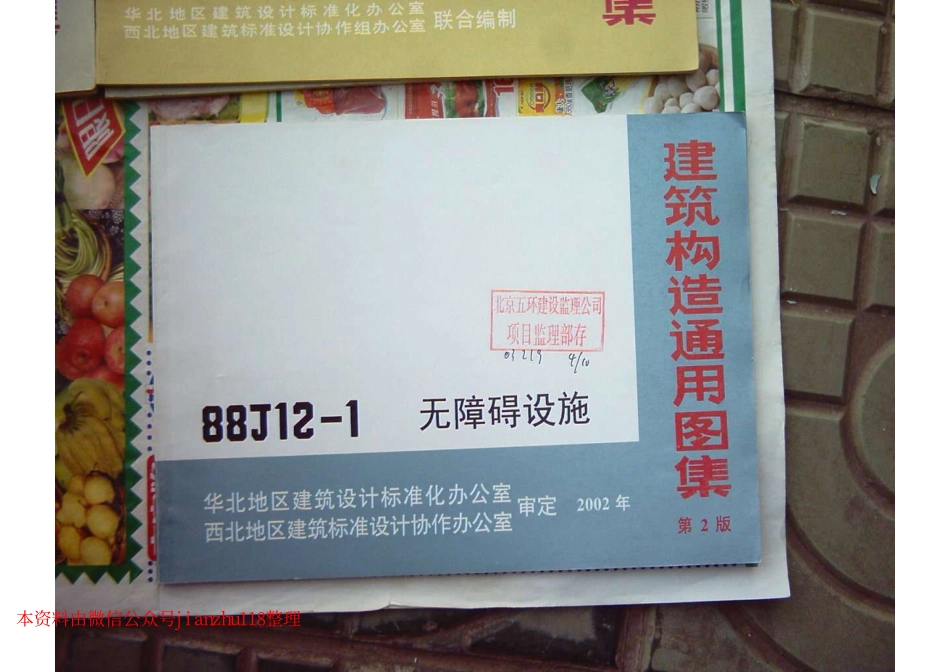 华北地区建筑设计标准化办公室
西北地区建筑标准设计协作组办公室
联合编制
集
建筑构造通用图集
第2版
北京五环建设监理公司
项目监理部存
03219 4/10
88J12-1 无障碍设施
华北地区建筑设计标准化办公室
西北地区建筑标准设计协作办公室
审定 2002 年
本资料由微信公众号jianzhu118整理